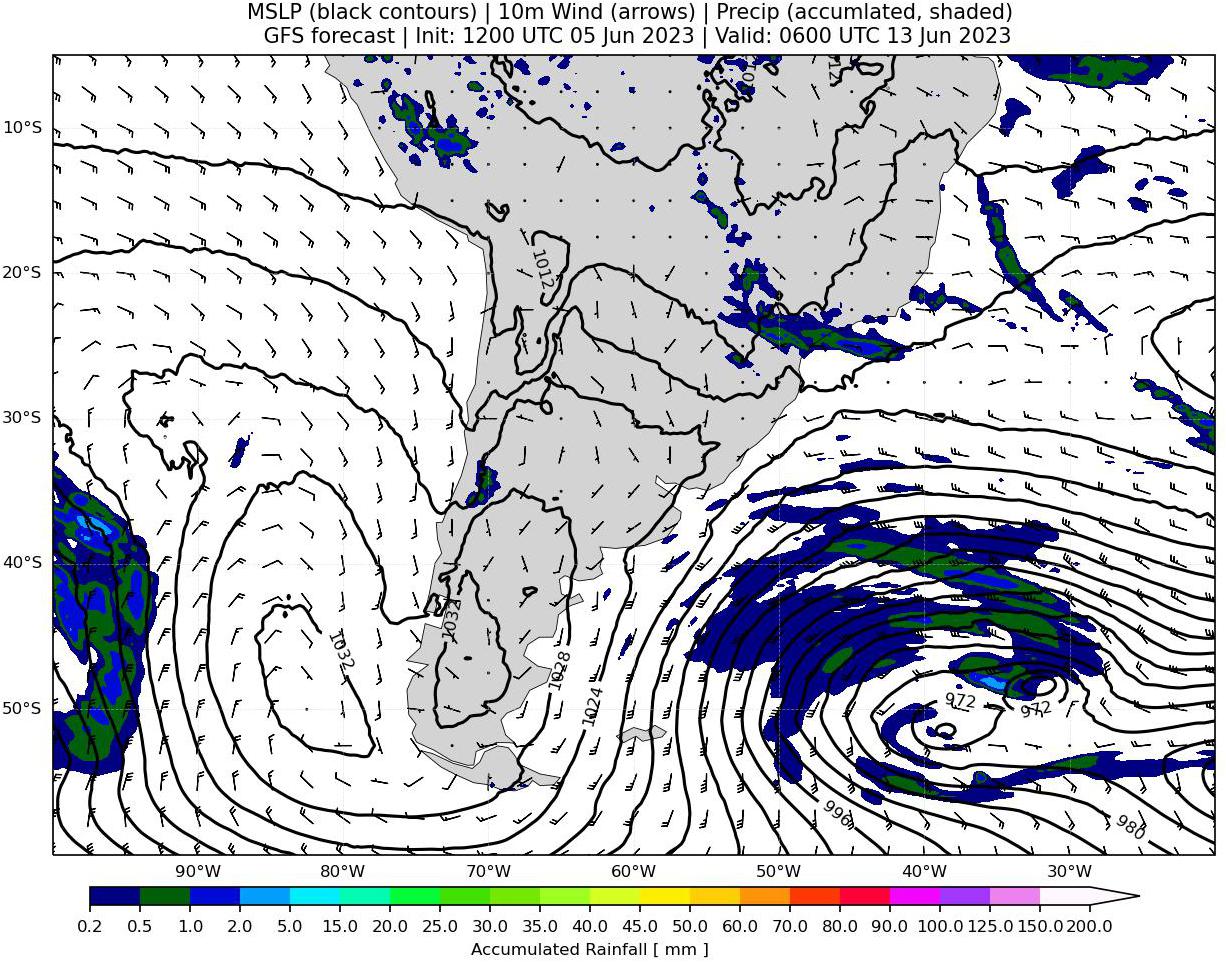 MSLP (black contours) | 10m Wind (arrows) | Precip (accumlated, shaded)
GFS forecast | Init: 1200 UTC 05 Jun 2023 | Valid: 0600 UTC 13 Jun 2023
10°S
20°S
30°S
40°S
50°S
1012
1032
1032
1028
1024
972
972
996
980
90°W
80°W
70°W
60°W
50°W
40°W
30°W
0.2 0.5 1.0 2.0 5.0 10.0 15.0 20.0 25.0 30.0 35.0 40.0 45.0 50.0 60.0 70.0 80.0 90.0 100.0 125.0 150.0 200.0
Accumulated Rainfall [ mm ]